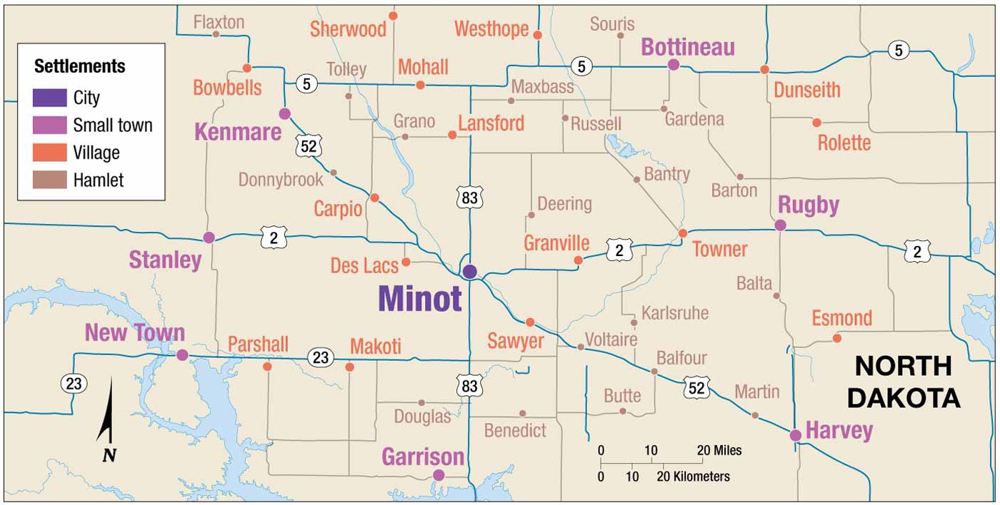 Flaxton
Sherwood
Westhope
Souris
Bottineau
5
Settlements
City
Small town
Village
Hamlet
Bowbells
5
Tolley
Mohall
5
Maxbass
Dunseith
Kenmare
Grano
Lansford
Russell
Gardena
Rolette
52
Donnybrook
Bantry
Barton
Carpio
83
Deering
Rugby
Stanley
2
Des Lacs
Granville
2
Towner
2
Minot
Balta
New Town
Parshall
23
Makoti
Sawyer
Karlsruhe
Voltaire
Esmond
23
83
Balfour
52
NORTH
DAKOTA
Douglas
Benedict
Butte
Martin
Harvey
N
Garrison
0 10 20 Miles
0 10 20 Kilometers